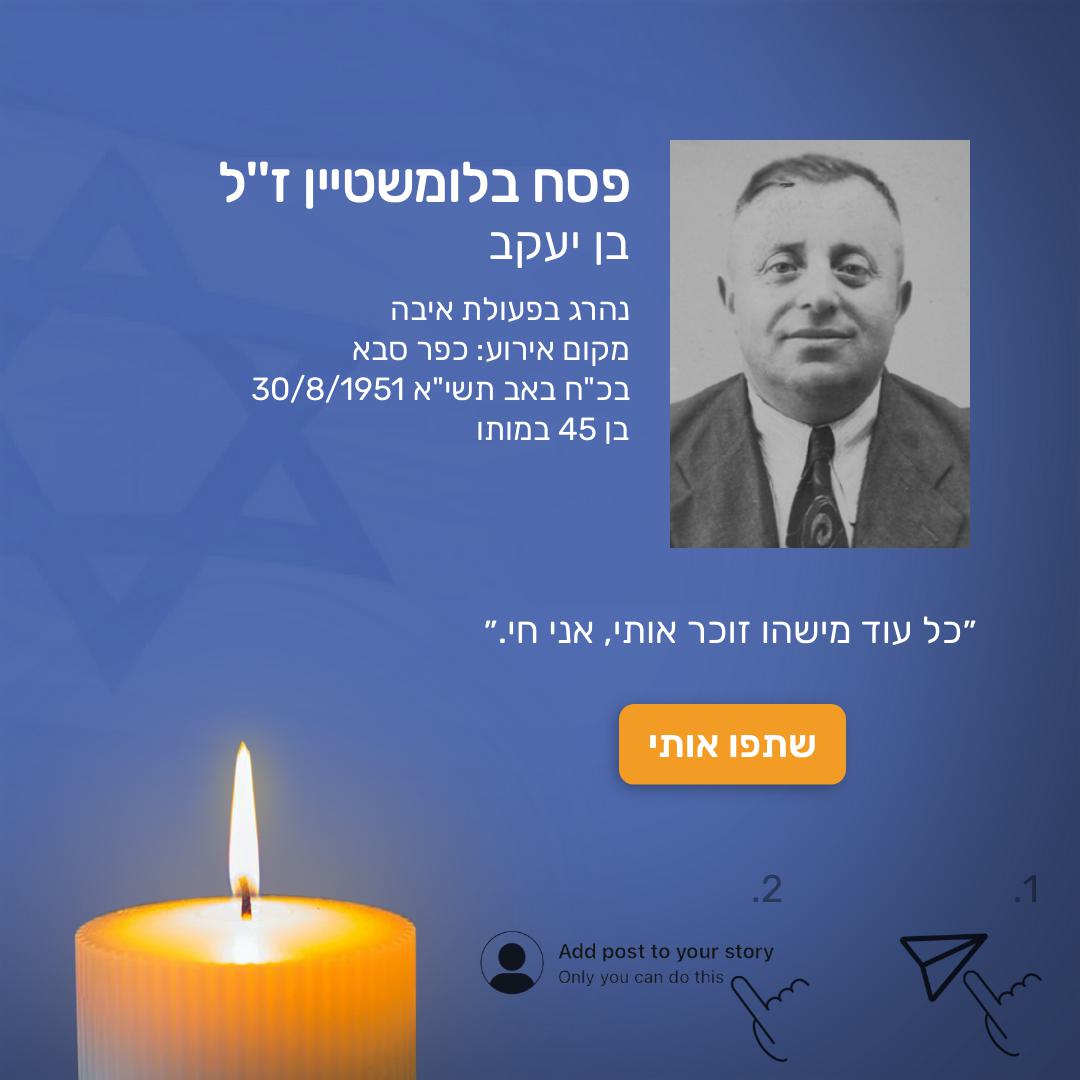 פסח בלומשטיין ז"ל
בן יעקב
נהרג בפעולת איבה
מקום אירוע: כפר סבא
בכ"ח באב תשי"א 30/8/1951
בן 45 במותו
״כל עוד מישהו זוכר אותי, אני חי.״
שתפו אותי
.1
.2
Add post to your story
Only you can do this